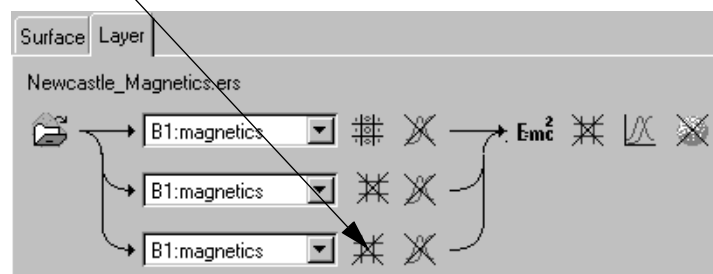 Surface Layer
Newcastle_Magnetics.ers
B1:magnetics
E=mc²
B1:magnetics
B1:magnetics